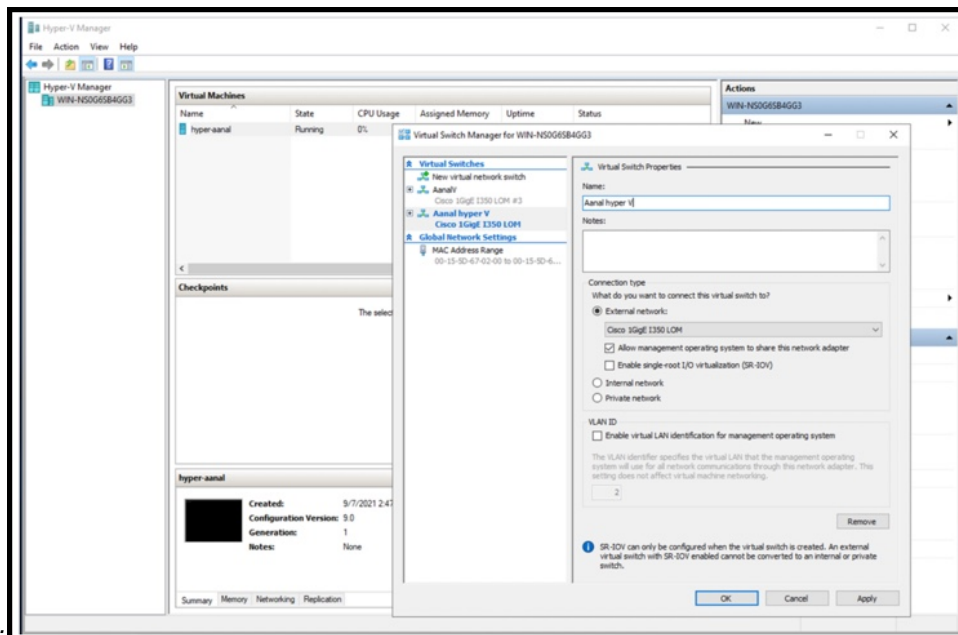 Hyper-V Manager
File Action View Help
Hyper-V Manager
WIN-NS0G6SB4GG3
Virtual Machines
Name State CPU Usage Assigned Memory Uptime Status
hyper-aanal Running 0%
Checkpoints
The selec
hyper-aanal
Created: 9/7/2021 2:47
Configuration Version: 9.0
Generation: 1
Notes: None
Summary Memory Networking Replication
Actions
WIN-NS0G6SB4GG3
New
Virtual Switch Manager for WIN-NS0G6SB4GG3
Virtual Switches
New virtual network switch
AanalV
Cisco 1GigE I350 LOM #3
Aanal hyper V
Cisco 1GigE I350 LOM
Global Network Settings
MAC Address Range
00-15-5D-67-02-00 to 00-15-5D-6...
Virtual Switch Properties
Name:
Aanal hyper V
Notes:
Connection type
What do you want to connect this virtual switch to?
External network:
Cisco 1GigE I350 LOM
Allow management operating system to share this network adapter
Enable single-root I/O virtualization (SR-IOV)
Internal network
Private network
VLAN ID
Enable virtual LAN identification for management operating system
The VLAN identifier specifies the virtual LAN that the management operating
system will use for all network communications through this network adapter. This
setting does not affect virtual machine networking.
2
Remove
SR-IOV can only be configured when the virtual switch is created. An external
virtual switch with SR-IOV enabled cannot be converted to an internal or private
switch.
OK Cancel Apply